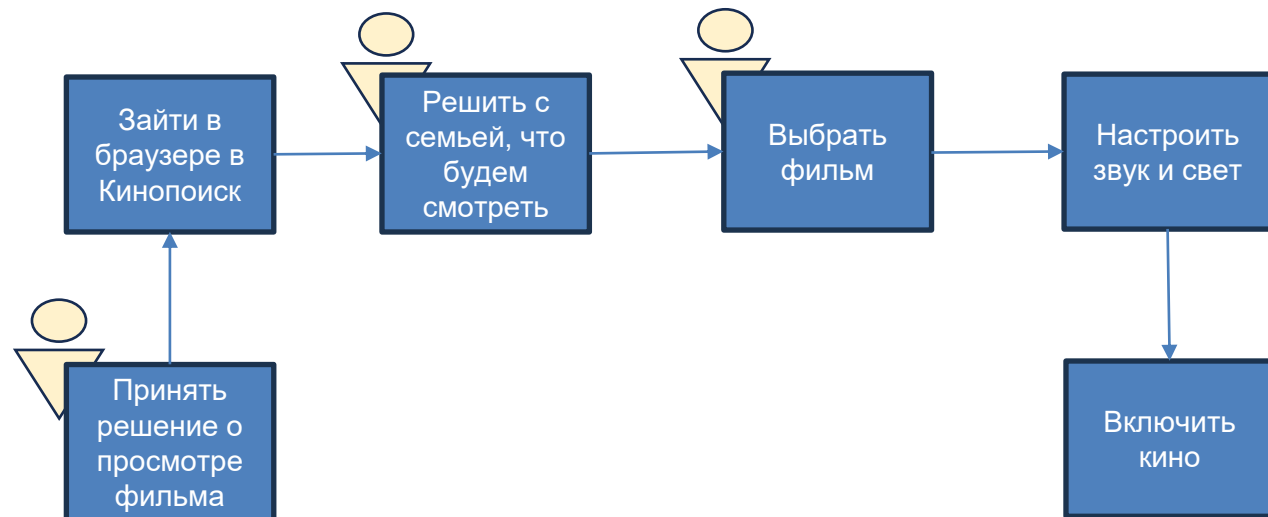 Зайти в
браузере в
Кинопоиск
Решить с
семьей, что
будем
смотреть
Выбрать
фильм
Настроить
звук и свет
Принять
решение о
просмотре
фильма
Включить
кино